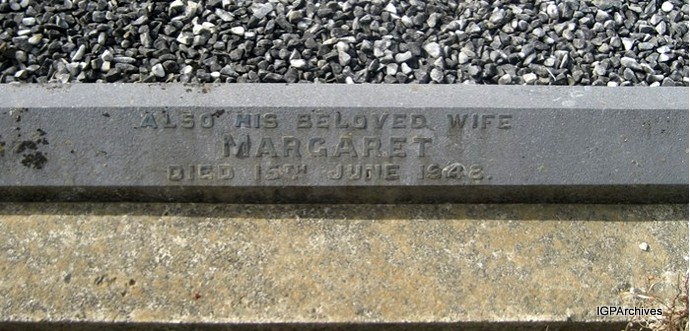 ALSO HIS BELOVED WIFE
MARGARET
DIED 15TH JUNE 1948.
IGPArchives